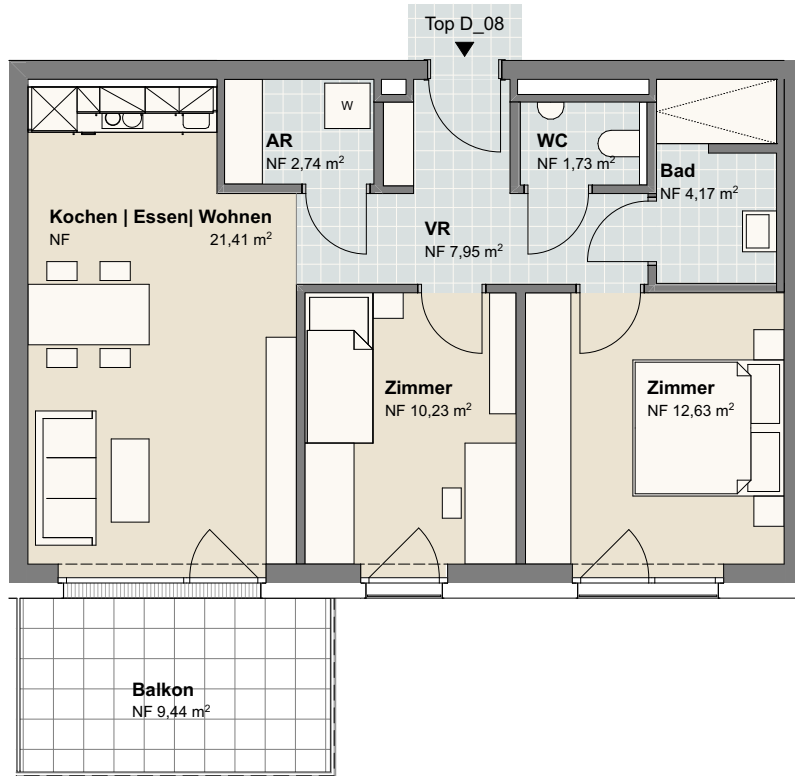 Top D_08
AR
NF 2,74 m²
W
WC
NF 1,73 m²
Bad
NF 4,17 m²
Kochen | Essen| Wohnen
NF 21,41 m²
VR
NF 7,95 m²
Zimmer
NF 10,23 m²
Zimmer
NF 12,63 m²
Balkon
NF 9,44 m²